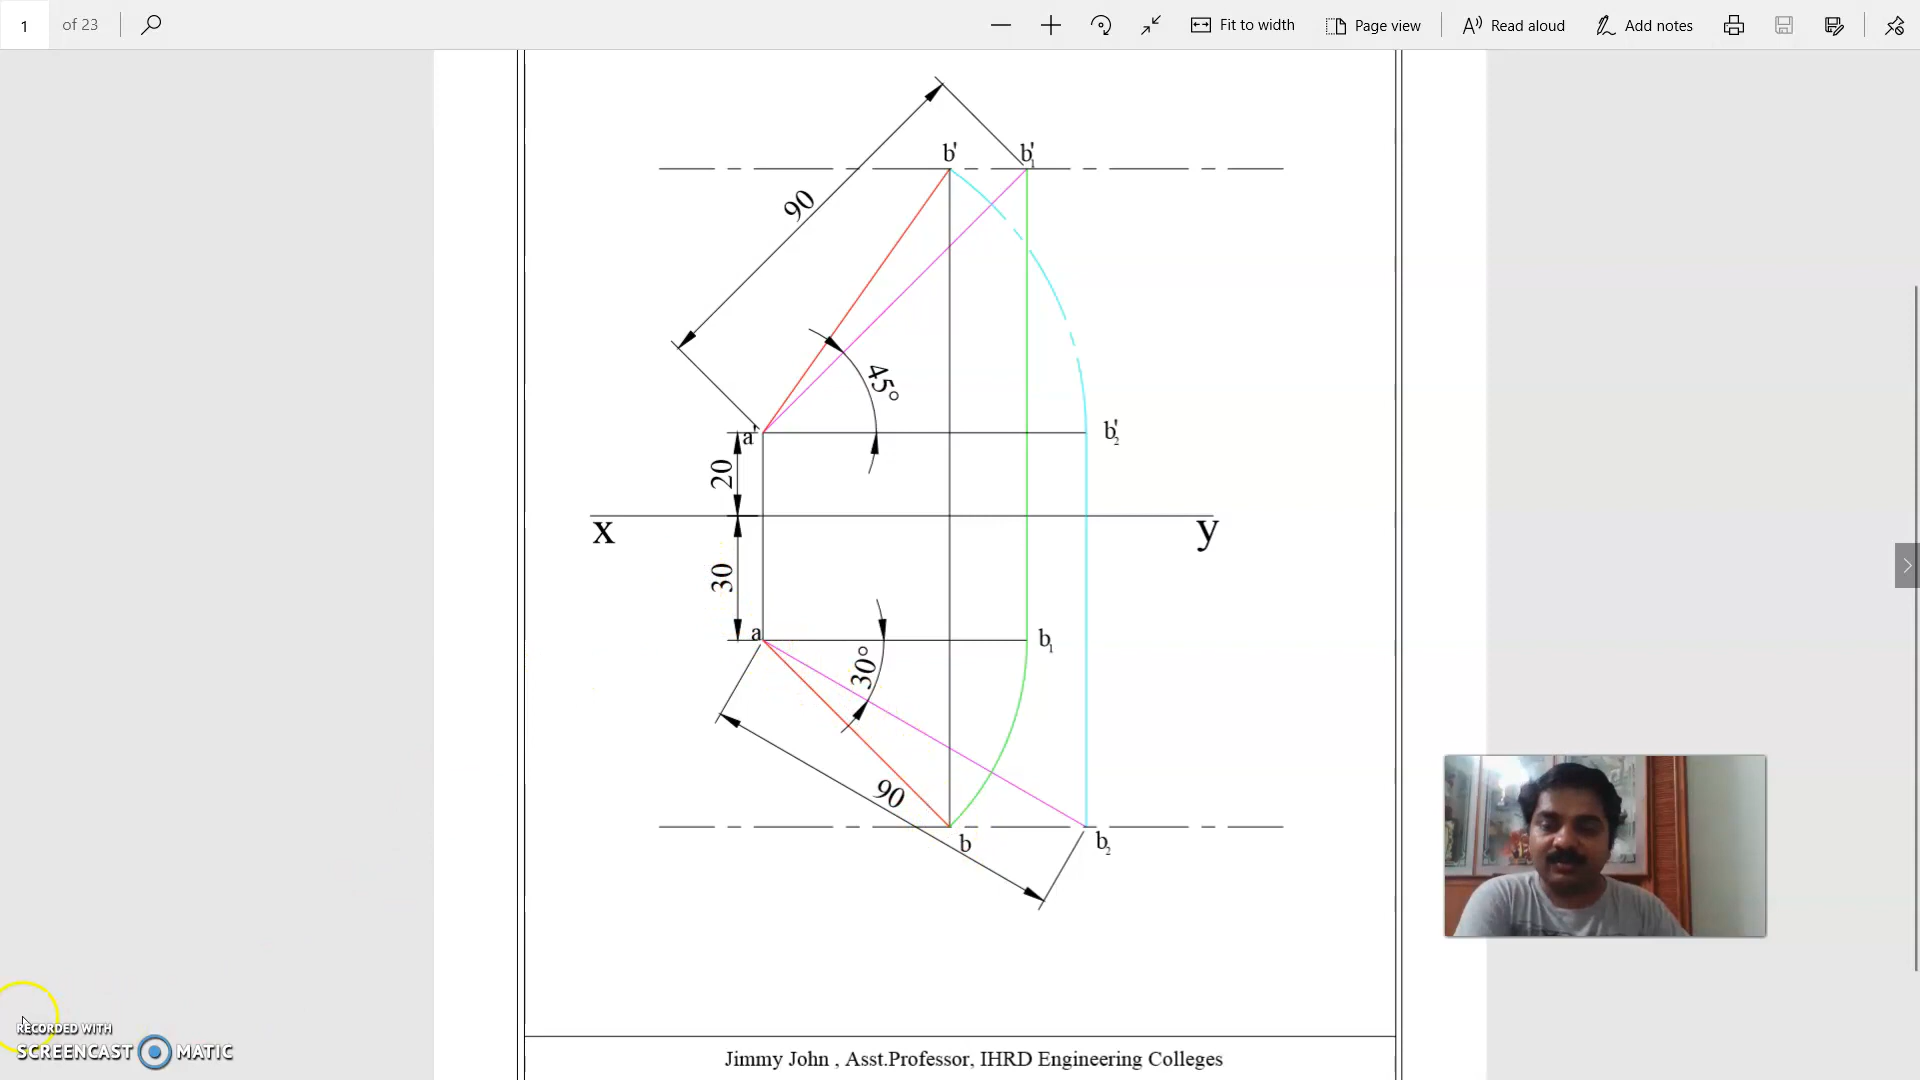 1 of 23 Fit to width Page view Read aloud Add notes
b' b'1
90
45°
a' b'2
20
x y
30
a b1
30°
90
b b2
RECORDED WITH
SCREENCAST MATIC
Jimmy John , Asst.Professor, IHRD Engineering Colleges